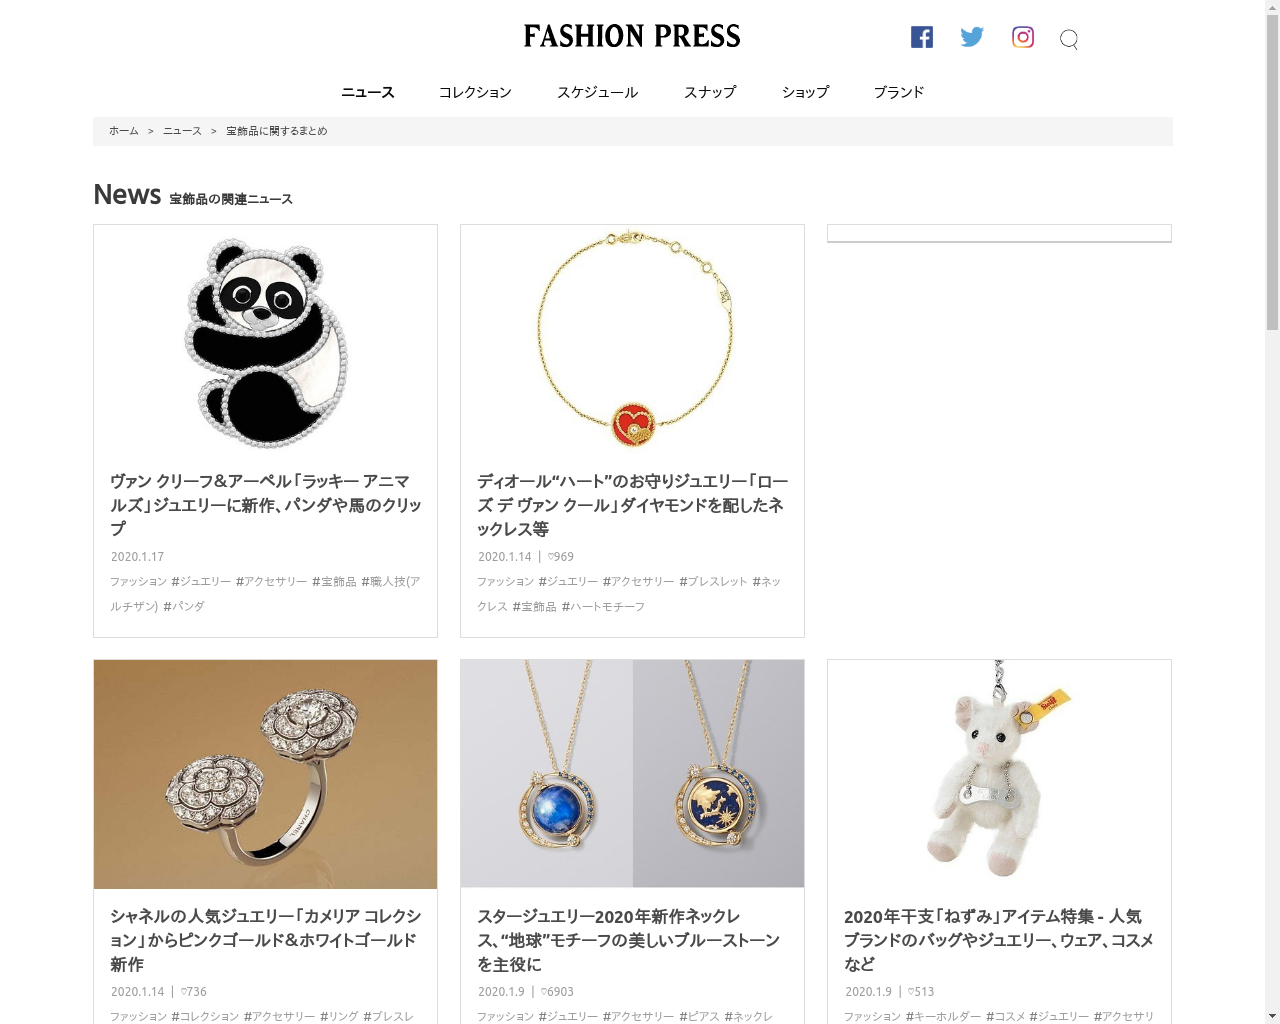 FASHION PRESS
ニュース
コレクション
スケジュール
スナップ
ショップ
ブランド
ホーム > ニュース > 宝飾品に関するまとめ
News 宝飾品の関連ニュース
ヴァン クリーフ＆アーペル「ラッキー アニマ
ルズ」ジュエリーに新作、パンダや馬のクリッ
プ
2020.1.17
ファッション #ジュエリー #アクセサリー #宝飾品 #職人技(ア
ルチザン) #パンダ
ディオール“ハート”のお守りジュエリー「ロー
ズ デ ヴァン クール」ダイヤモンドを配したネ
ックレス等
2020.1.14 | ♡969
ファッション #ジュエリー #アクセサリー #ブレスレット #ネッ
クレス #宝飾品 #ハートモチーフ
CHANEL
シャネルの人気ジュエリー「カメリア コレクシ
ョン」からピンクゴールド＆ホワイトゴールド
新作
2020.1.14 | ♡736
ファッション #コレクション #アクセサリー #リング #ブレスレ
スタージュエリー2020年新作ネックレ
ス、“地球”モチーフの美しいブルーストーン
を主役に
2020.1.9 | ♡6903
ファッション #ジュエリー #アクセサリー #ピアス #ネックレ
Steiff
2020年干支「ねずみ」アイテム特集 - 人気
ブランドのバッグやジュエリー、ウェア、コスメ
など
2020.1.9 | ♡513
ファッション #キーホルダー #コスメ #ジュエリー #アクセサリ